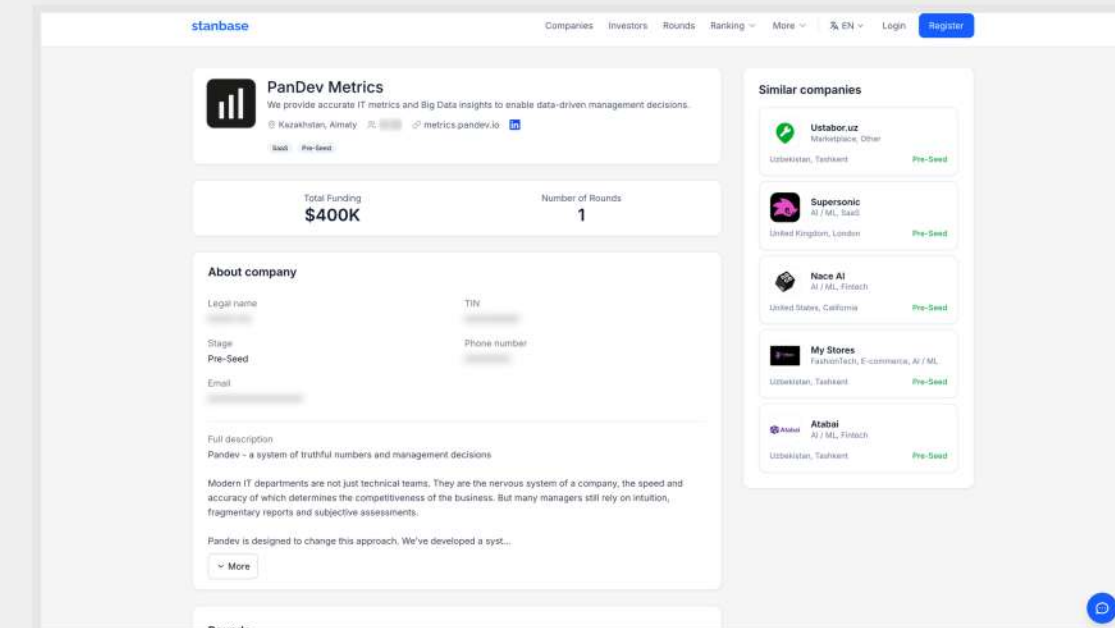 stanbase
Companies Investors Rounds Ranking More EN Login Register
PanDev Metrics
We provide accurate IT metrics and Big Data insights to enable data-driven management decisions.
Kazakhstan, Almaty metrics.pandev.io in
SaaS Pre-Seed
Total Funding
$400K
Number of Rounds
1
About company
Legal name
TIN
Stage
Pre-Seed
Phone number
Email
Full description
Pandev - a system of truthful numbers and management decisions
Modern IT departments are not just technical teams. They are the nervous system of a company, the speed and
accuracy of which determines the competitiveness of the business. But many managers still rely on intuition,
fragmentary reports and subjective assessments.
Pandev is designed to change this approach. We've developed a syst...
More
Similar companies
Ustabor.uz
Marketplace, Other
Uzbekistan, Tashkent Pre-Seed
Supersonic
AI / ML, SaaS
United Kingdom, London Pre-Seed
Nace AI
AI / ML, Fintech
United States, California Pre-Seed
My Stores
FashionTech, E-commerce, AI / ML
Uzbekistan, Tashkent Pre-Seed
Atabai
Atabai
AI / ML, Fintech
Uzbekistan, Tashkent Pre-Seed